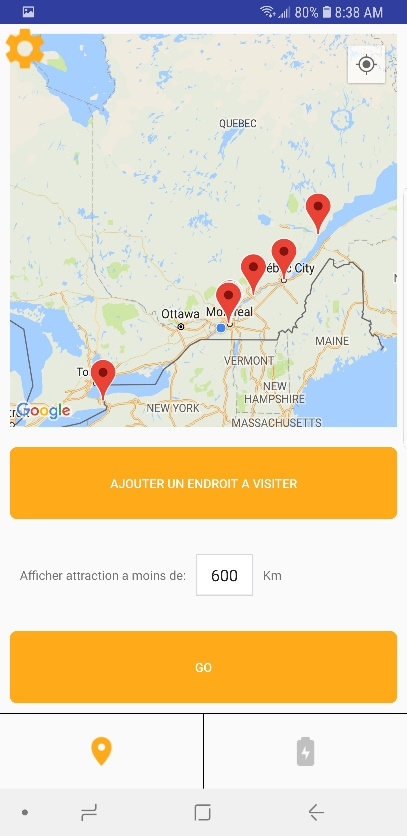 80% 8:38 AM
QUEBEC
Québec City
Ottawa Montreal
MAINE
To
VERMONT
NEW
HAMPSHIRE
NEW YORK
MASSACHUSETTS
Google
AJOUTER UN ENDROIT A VISITER
Afficher attraction a moins de: 600 Km
GO